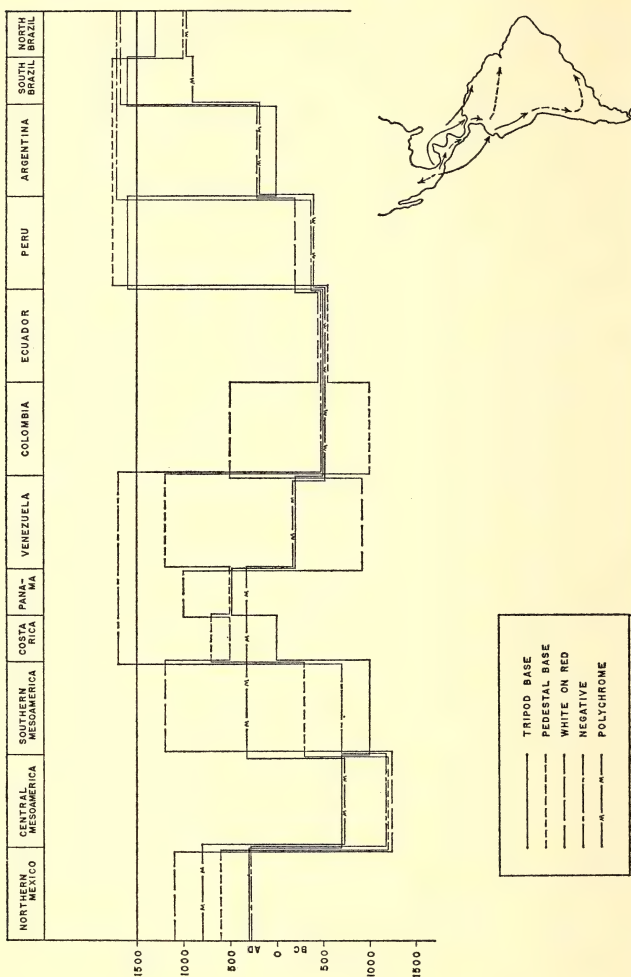 NORTHERN
MEXICO
CENTRAL
MESOAMERICA
SOUTHERN
MESOAMERICA
COSTA
RICA
PANA-
MA
VENEZUELA
COLOMBIA
ECUADOR
PERU
ARGENTINA
SOUTH
BRAZIL
NORTH
BRAZIL
1500
1000
500
AD
0
BC
500
1000
1500
TRIPOD BASE
PEDESTAL BASE
WHITE ON RED
NEGATIVE
POLYCHROME